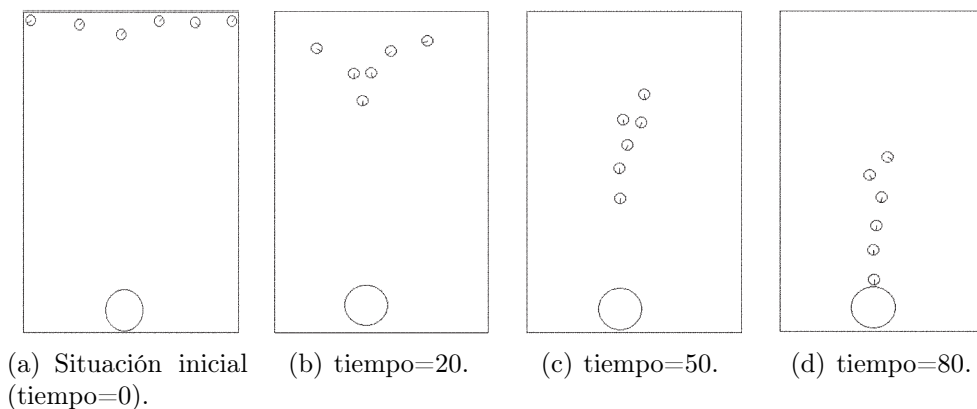 (a) Situación inicial
(tiempo=0).
(b) tiempo=20.
(c) tiempo=50.
(d) tiempo=80.